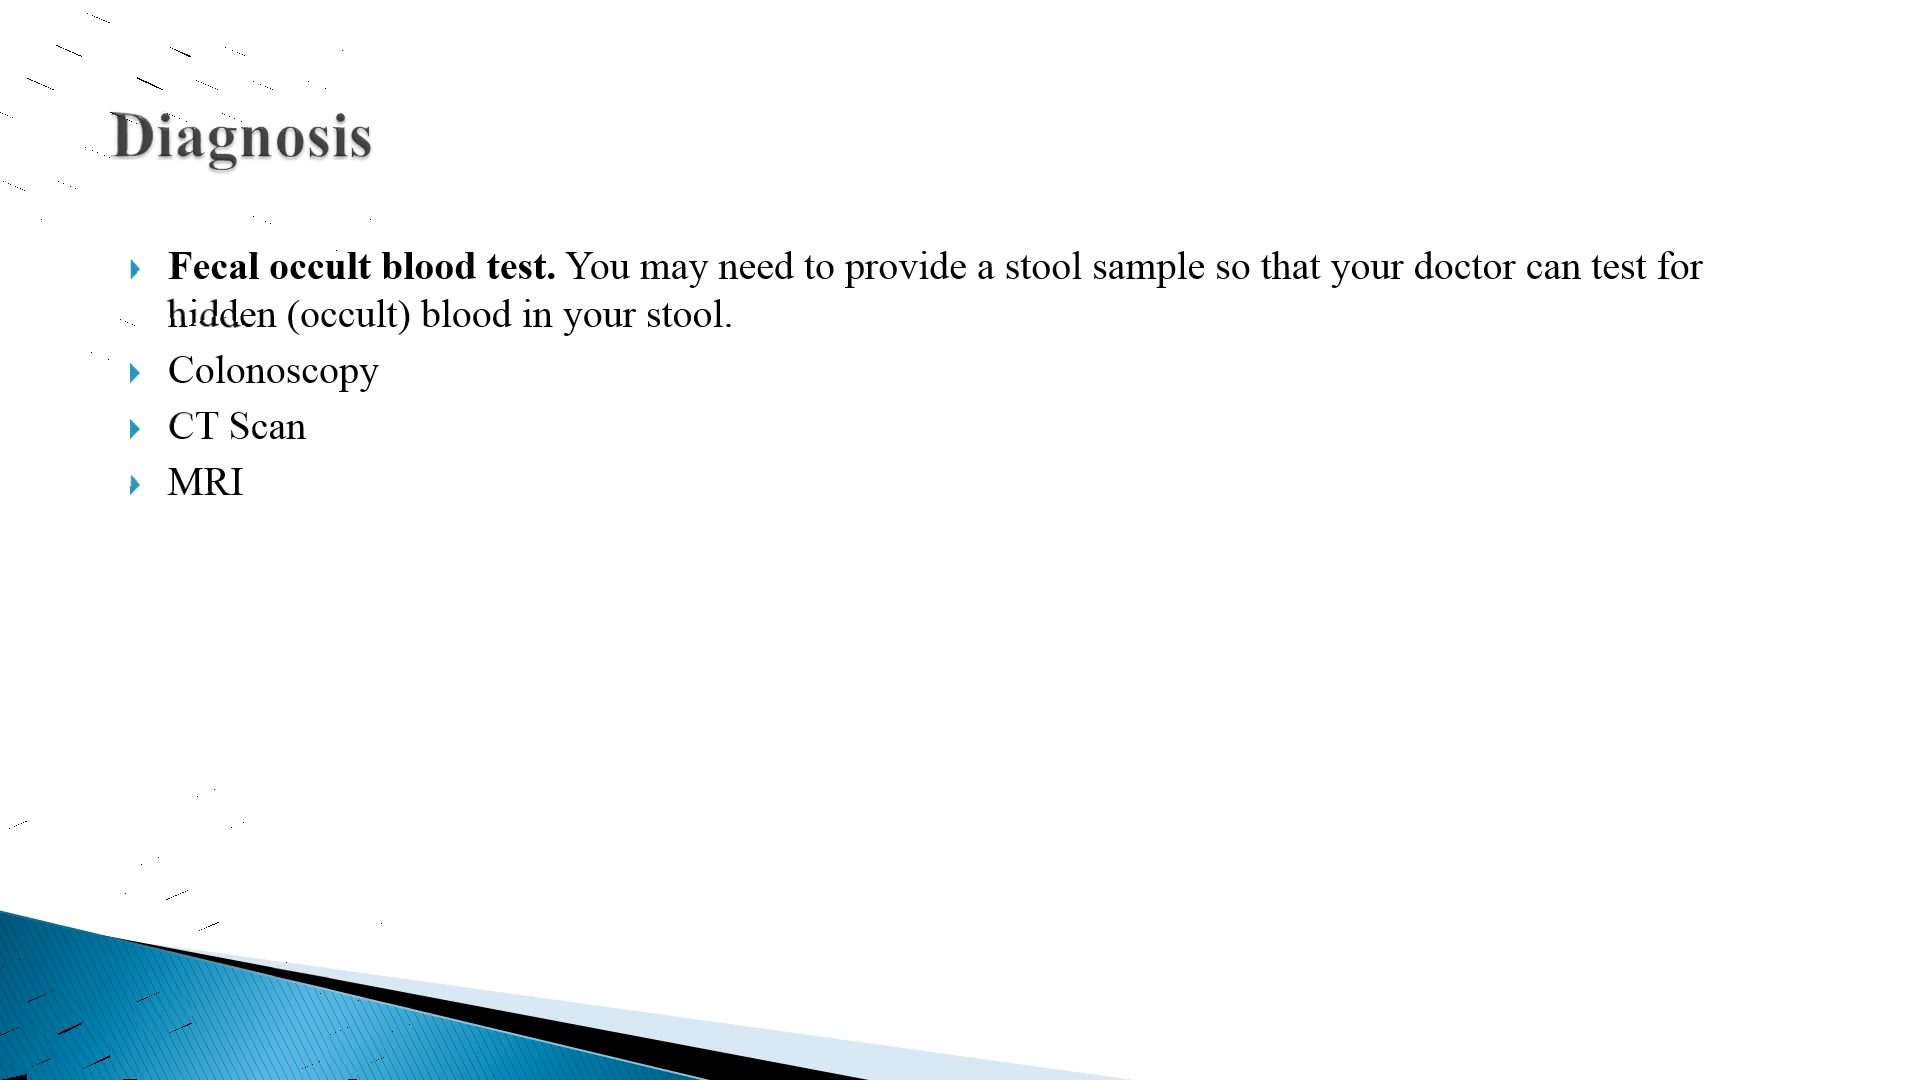 Diagnosis
Fecal occult blood test. You may need to provide a stool sample so that your doctor can test for
hidden (occult) blood in your stool.
Colonoscopy
CT Scan
MRI